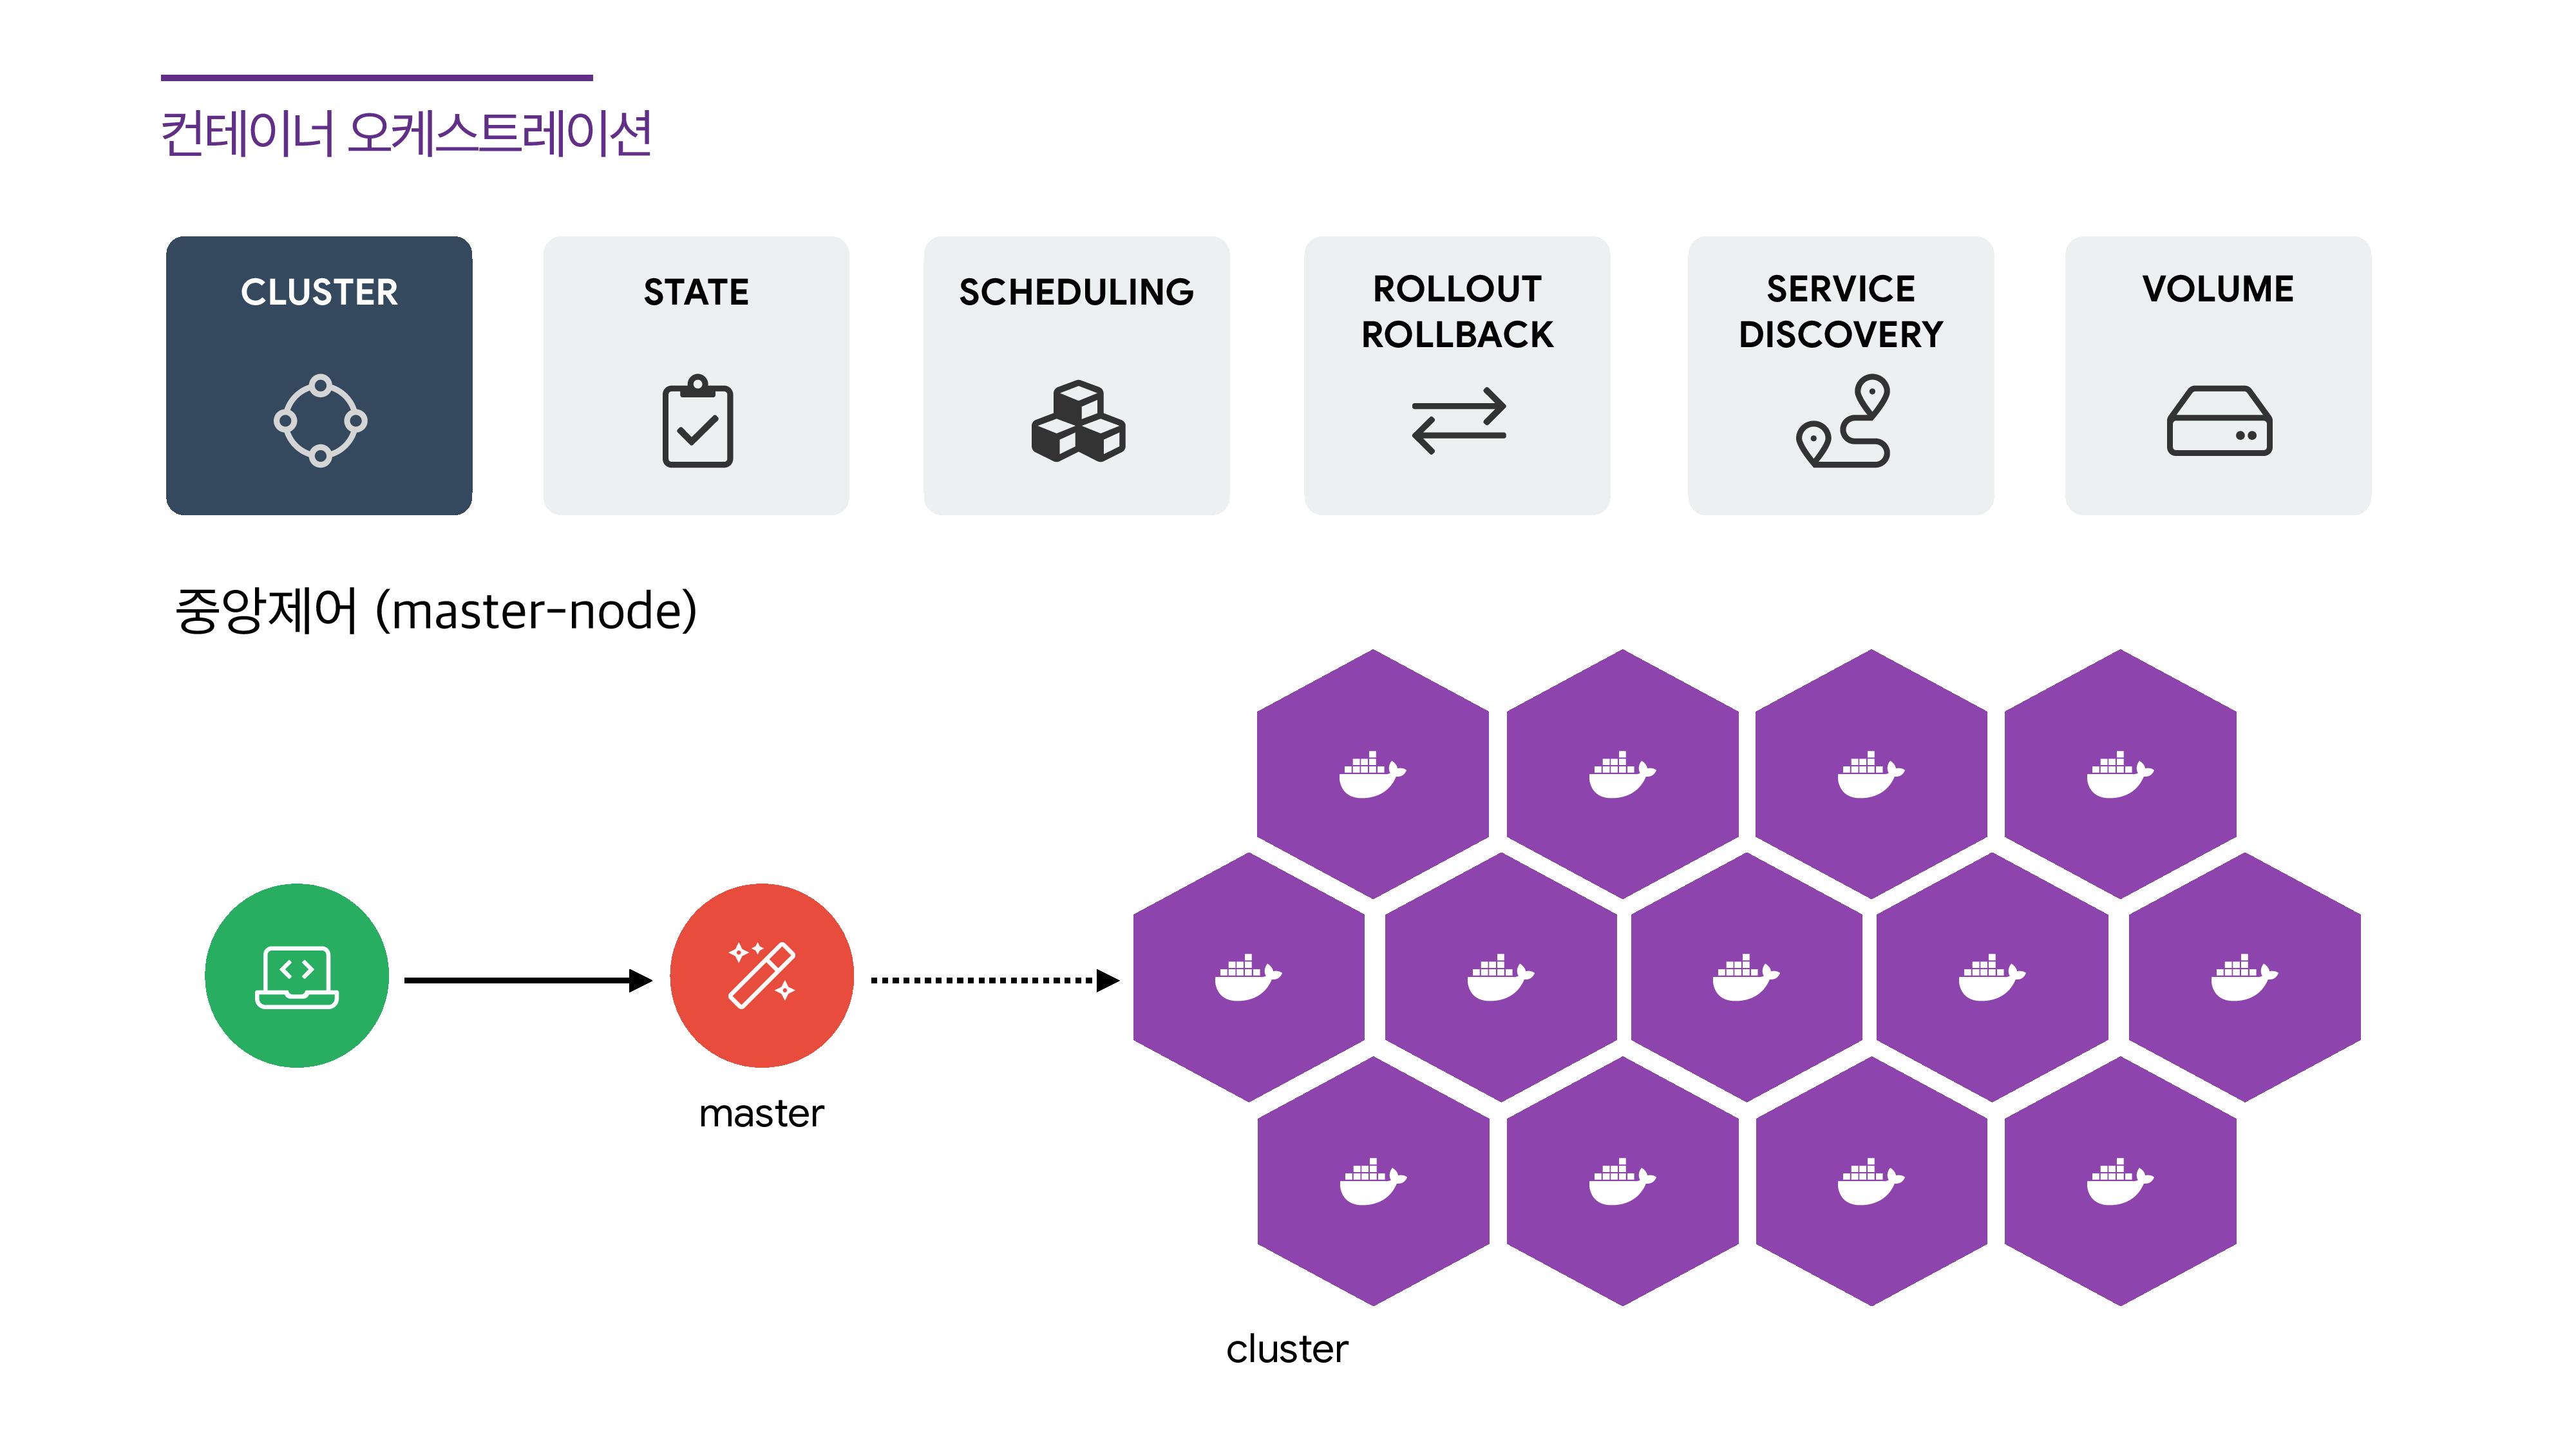 컨테이너 오케스트레이션
CLUSTER
STATE
SCHEDULING
ROLLOUT
ROLLBACK
SERVICE
DISCOVERY
VOLUME
중앙제어 (master-node)
master
cluster